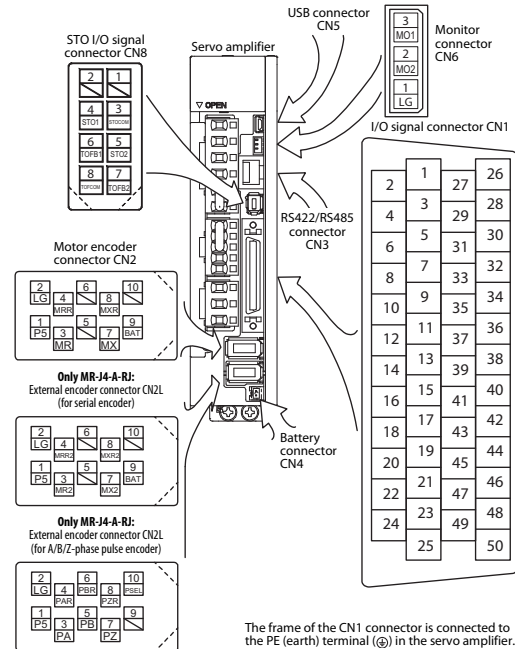 USB connector
CN5
Monitor
connector
CN6
3
MO1
2
MO2
1
LG
STO I/O signal
connector CN8
Servo amplifier
2 1
4 3
STO1 STOCOM
6 5
TOFB1 STO2
8 7
TOFCOM TOFB2
OPEN
I/O signal connector CN1
RS422/RS485
connector
CN3
1 26
2 27
3 28
4 29
5 30
6 31
7 32
8 33
9 34
10 35
11 36
12 37
13 38
14 39
15 40
16 41
17 42
18 43
19 44
20 45
21 46
22 47
23 48
24 49
25 50
Motor encoder
connector CN2
2 4 6 8 10
LG MRR MXR
1 3 5 7 9
P5 MR MX BAT
Only MR-J4-A-RJ:
External encoder connector CN2L
(for serial encoder)
2 4 6 8 10
LG MRR2 MXR2
1 3 5 7 9
P5 MR2 MX2 BAT
Only MR-J4-A-RJ:
External encoder connector CN2L
(for A/B/Z-phase pulse encoder)
2 4 6 8 10
LG PAR PBR PZR PSEL
1 3 5 7 9
P5 PA PB PZ
Battery
connector
CN4
The frame of the CN1 connector is connected to
the PE (earth) terminal (⏚) in the servo amplifier.